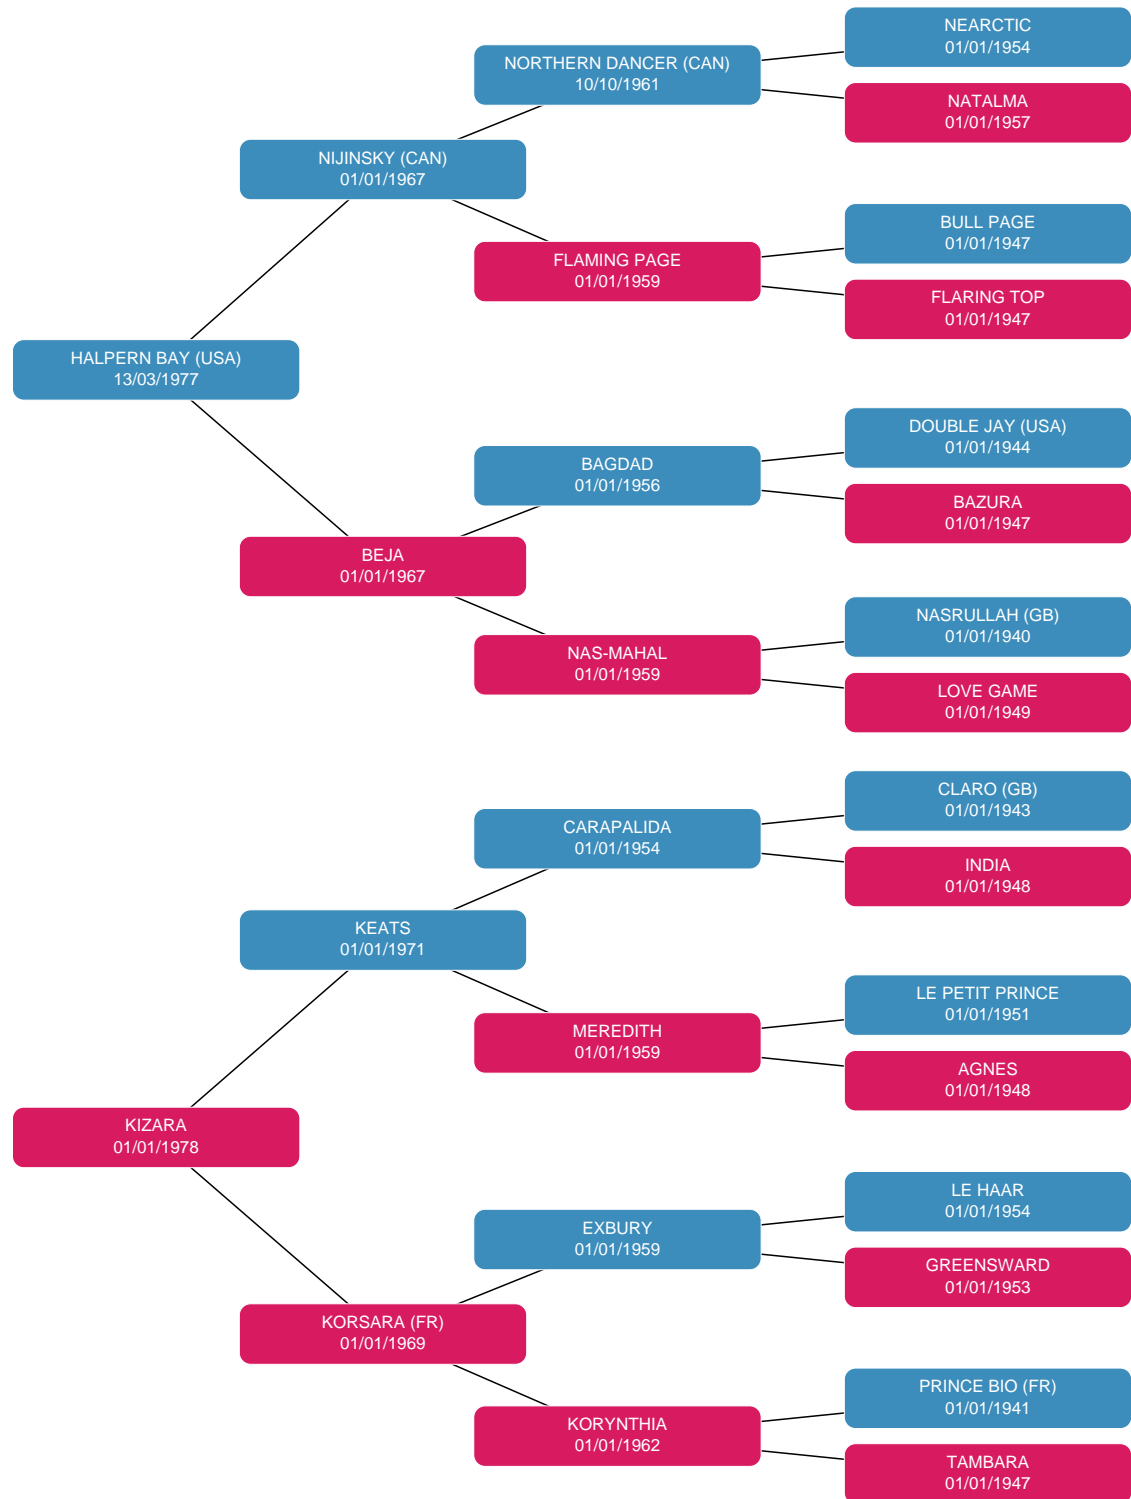 NEARCTIC
01/01/1954
NORTHERN DANCER (CAN)
10/10/1961
NATALMA
01/01/1957
NIJINSKY (CAN)
01/01/1967
BULL PAGE
01/01/1947
FLAMING PAGE
01/01/1959
FLARING TOP
01/01/1947
HALPERN BAY (USA)
13/03/1977
DOUBLE JAY (USA)
01/01/1944
BAGDAD
01/01/1956
BAZURA
01/01/1947
BEJA
01/01/1967
NASRULLAH (GB)
01/01/1940
NAS-MAHAL
01/01/1959
LOVE GAME
01/01/1949
CLARO (GB)
01/01/1943
CARAPALIDA
01/01/1954
INDIA
01/01/1948
KEATS
01/01/1971
LE PETIT PRINCE
01/01/1951
MEREDITH
01/01/1959
AGNES
01/01/1948
KIZARA
01/01/1978
LE HAAR
01/01/1954
EXBURY
01/01/1959
GREENSWARD
01/01/1953
KORSARA (FR)
01/01/1969
PRINCE BIO (FR)
01/01/1941
KORYNTHIA
01/01/1962
TAMBARA
01/01/1947